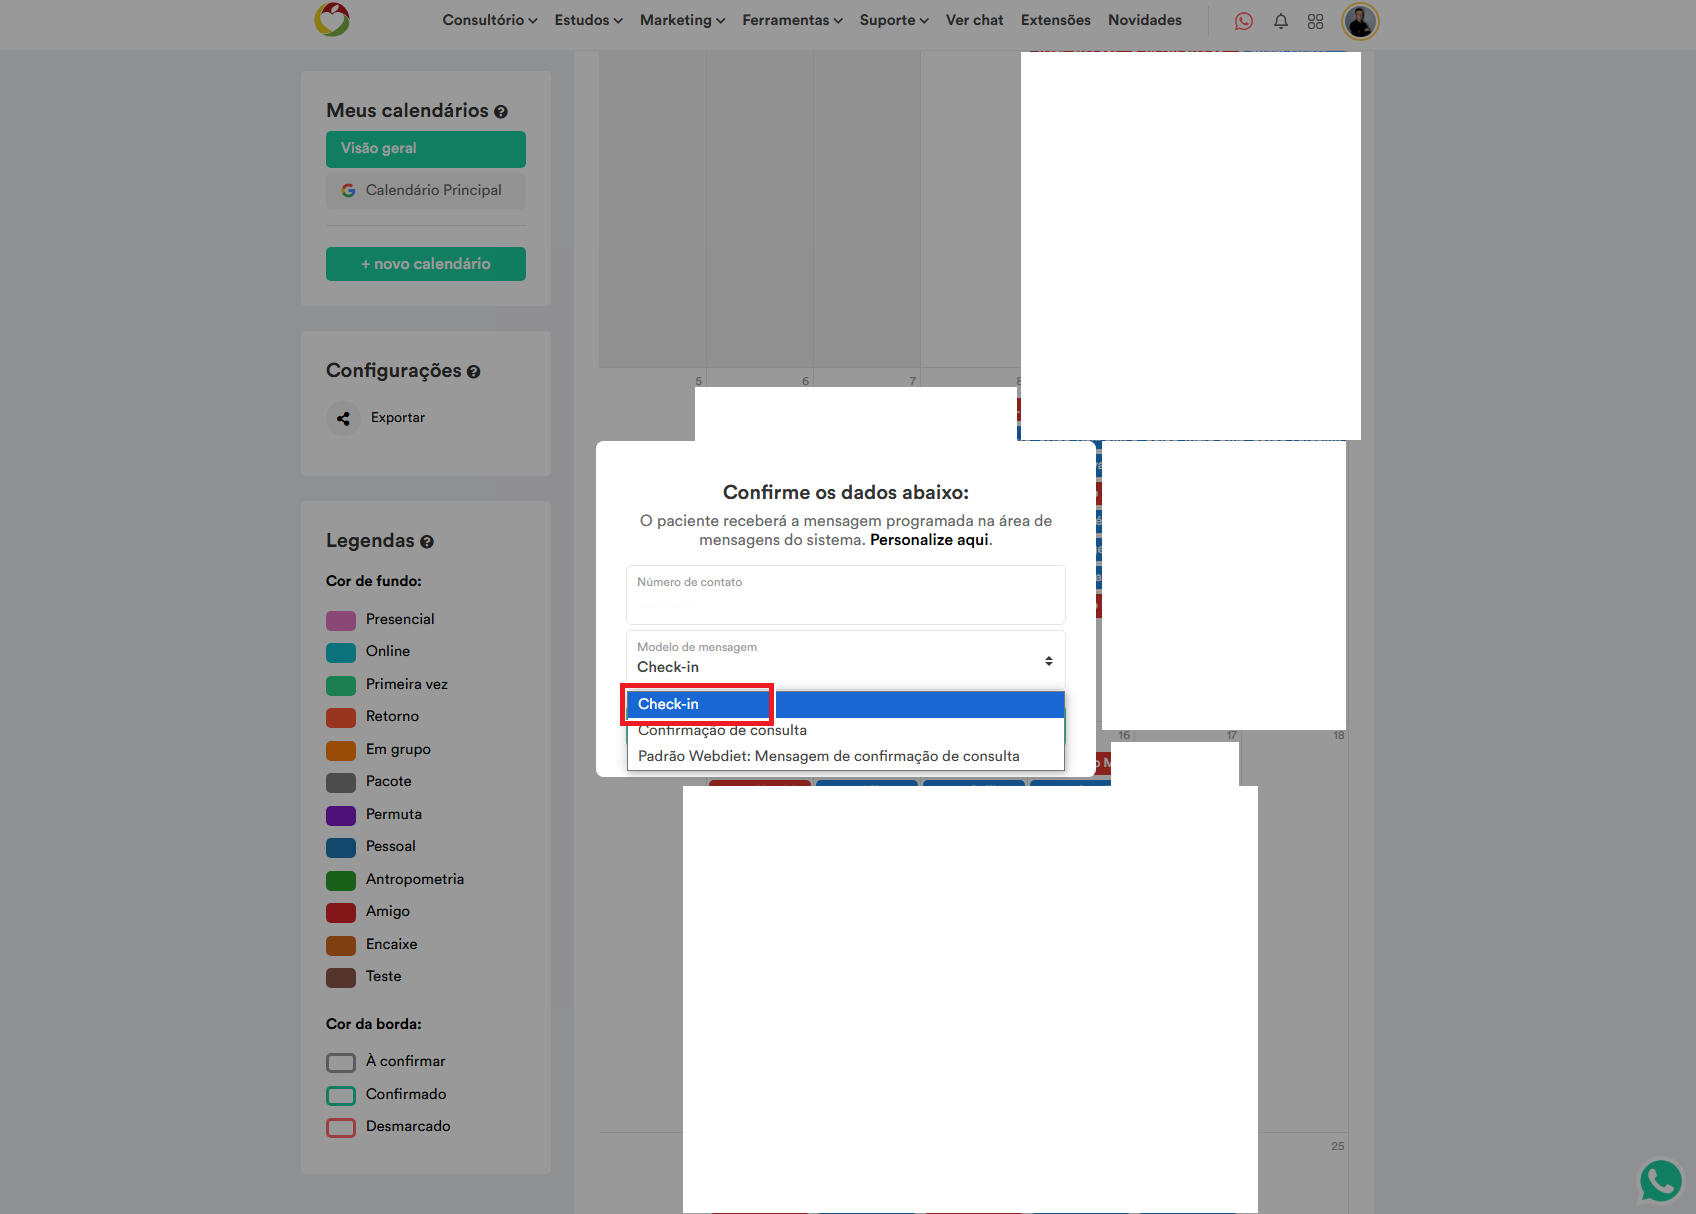 Consultório
Estudos
Marketing
Ferramentas
Suporte
Ver chat
Extensões
Novidades
Meus calendários
Visão geral
Calendário Principal
+ novo calendário
Configurações
Exportar
Legendas
Cor de fundo:
Presencial
Online
Primeira vez
Retorno
Em grupo
Pacote
Permuta
Pessoal
Antropometria
Amigo
Encaixe
Teste
Cor da borda:
À confirmar
Confirmado
Desmarcado
5
6
7
Confirme os dados abaixo:
O paciente receberá a mensagem programada na área de
mensagens do sistema. Personalize aqui.
Número de contato
Modelo de mensagem
Check-in
Check-in
Confirmação de consulta
Padrão Webdiet: Mensagem de confirmação de consulta
16
17
18
25